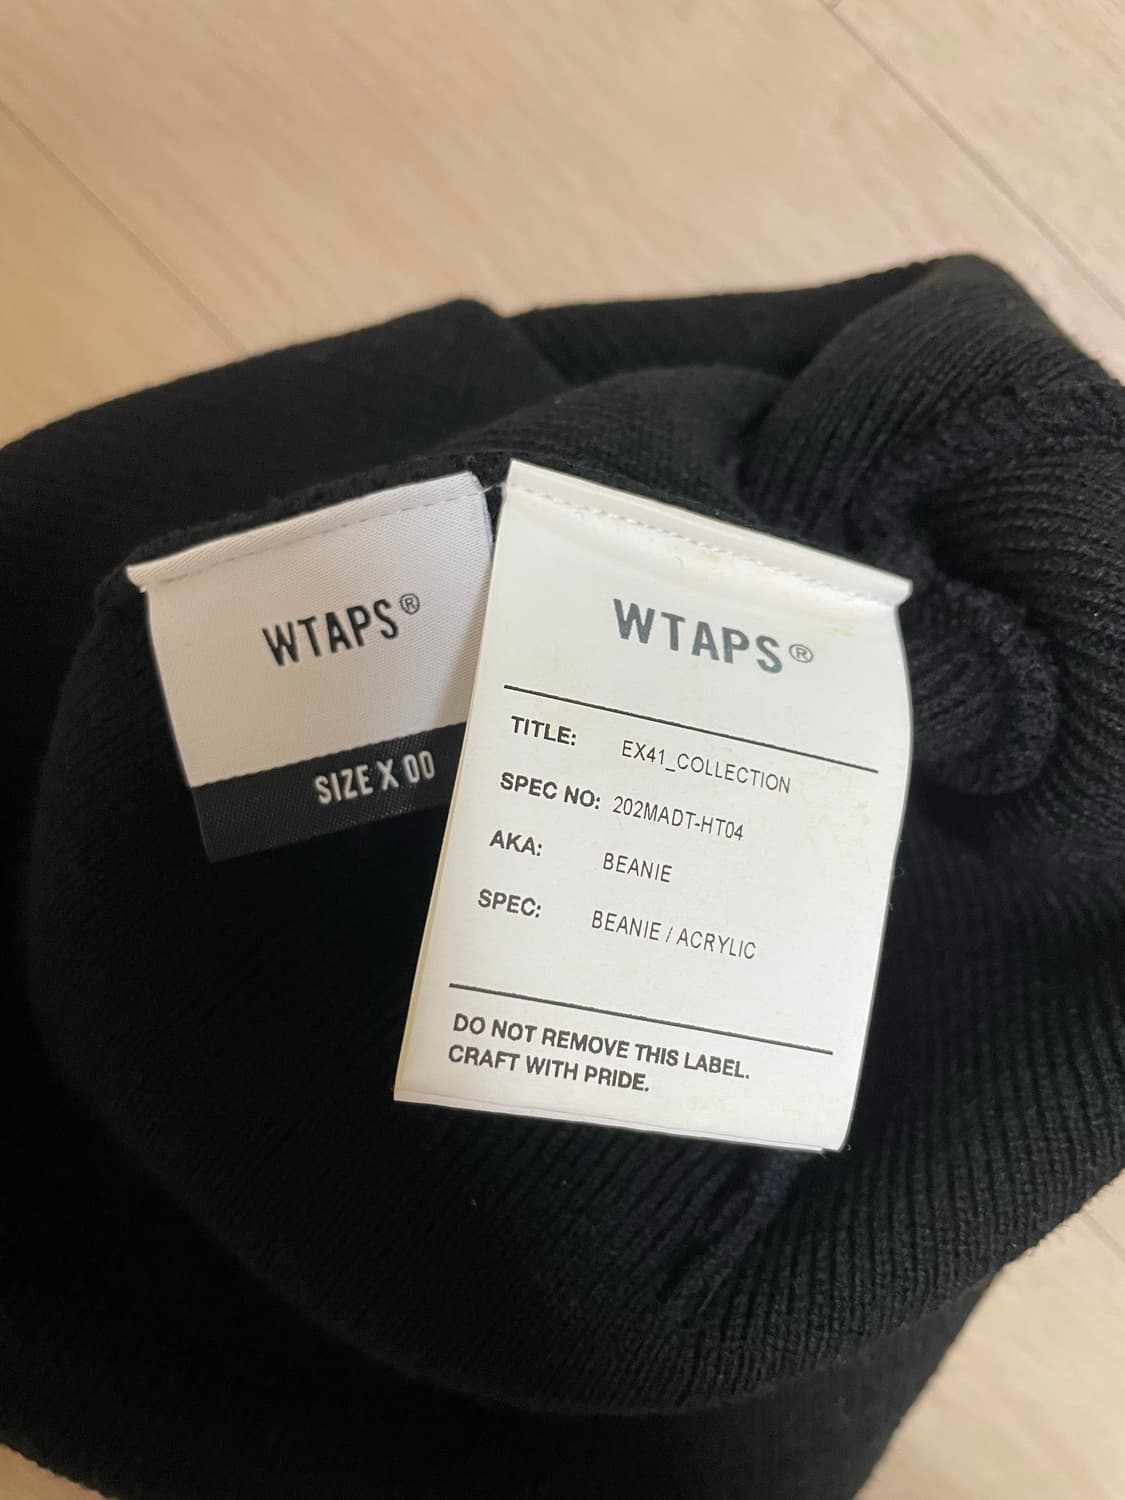 WTAPS®
SIZE X 00
WTAPS®
TITLE: EX41_COLLECTION
SPEC NO: 202MADT-HT04
AKA: BEANIE
SPEC: BEANIE / ACRYLIC
DO NOT REMOVE THIS LABEL.
CRAFT WITH PRIDE.